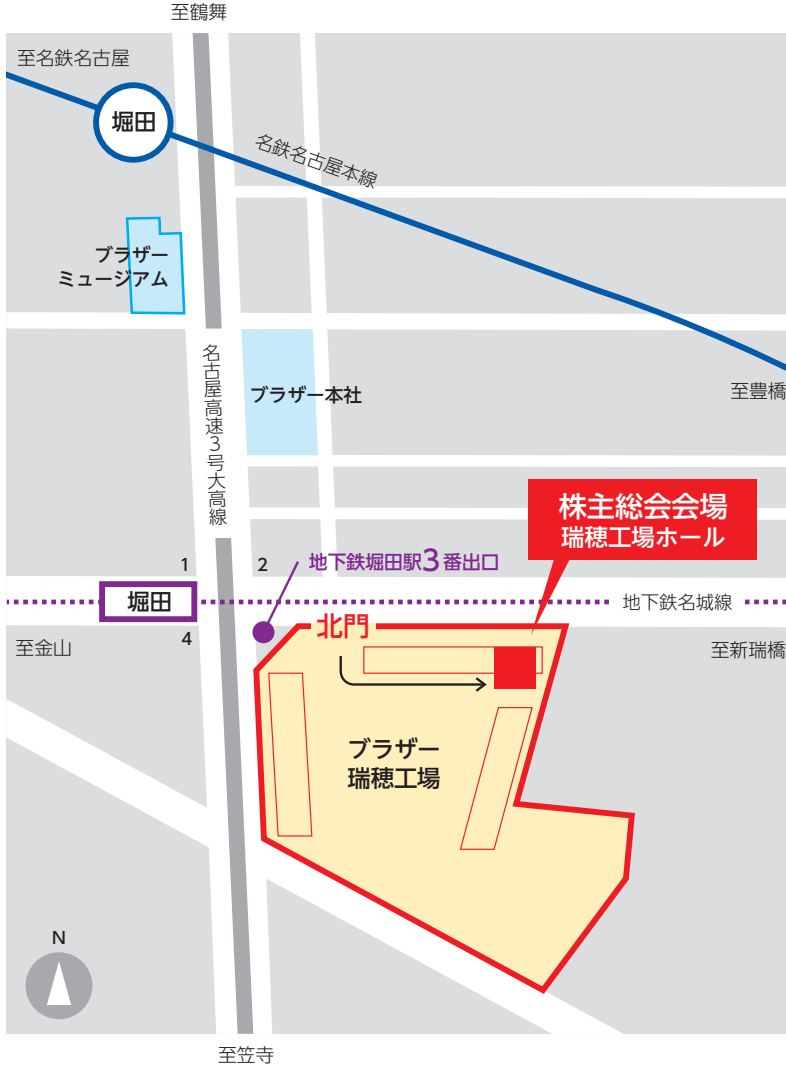 至鶴舞
至名鉄名古屋
堀田
名鉄名古屋本線
ブラザー
ミュージアム
名古屋高速3号大高線
ブラザー本社
至豊橋
株主総会会場
瑞穂工場ホール
1
2
地下鉄堀田駅3番出口
堀田
地下鉄名城線
4
北門
至金山
至新瑞橋
ブラザー
瑞穂工場
N
至笠寺